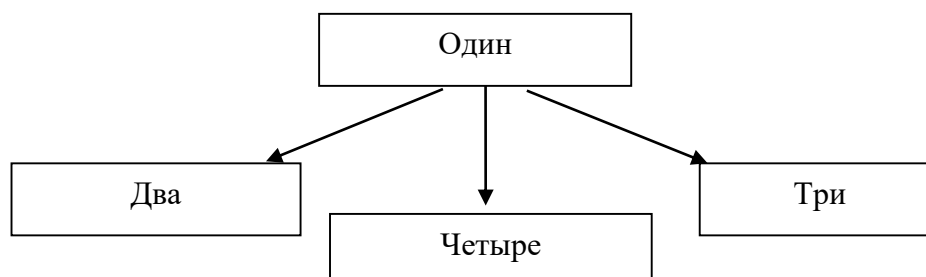 Один
Два
Три
Четыре